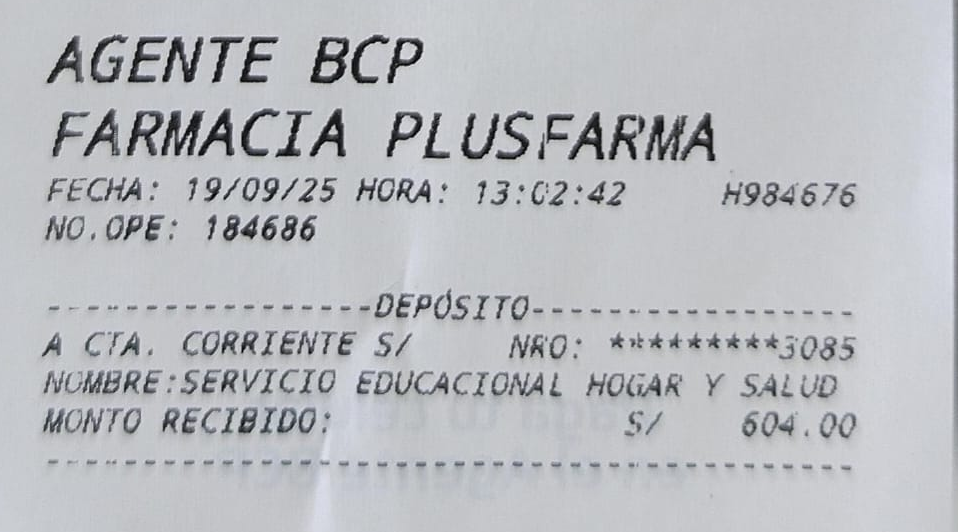 AGENTE BCP
FARMACIA PLUSFARMA
FECHA: 19/09/25 HORA: 13:02:42 H984676
NO.OPE: 184686
-----------------DEPÓSITO-----------------
A CTA. CORRIENTE S/ NRO: *********3085
NOMBRE:SERVICIO EDUCACIONAL HOGAR Y SALUD
MONTO RECIBIDO: S/ 604.00
------------------------------------------